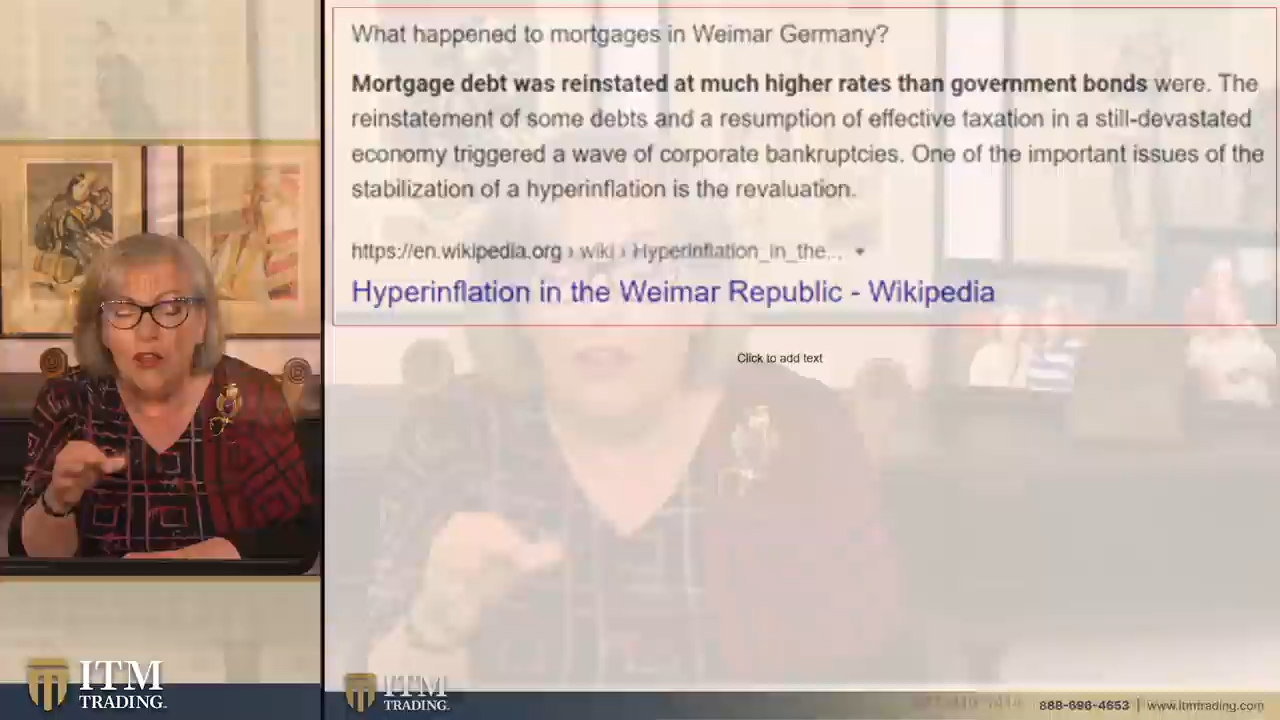 What happened to mortgages in Weimar Germany?
Mortgage debt was reinstated at much higher rates than government bonds were. The
reinstatement of some debts and a resumption of effective taxation in a still-devastated
economy triggered a wave of corporate bankruptcies. One of the important issues of the
stabilization of a hyperinflation is the revaluation.
https://en.wikipedia.org › wiki › Hyperinflation_in_the...
Hyperinflation in the Weimar Republic - Wikipedia
Click to add text
ITM
TRADING.
ITM
TRADING.
888-696-4653 | www.itmtrading.com